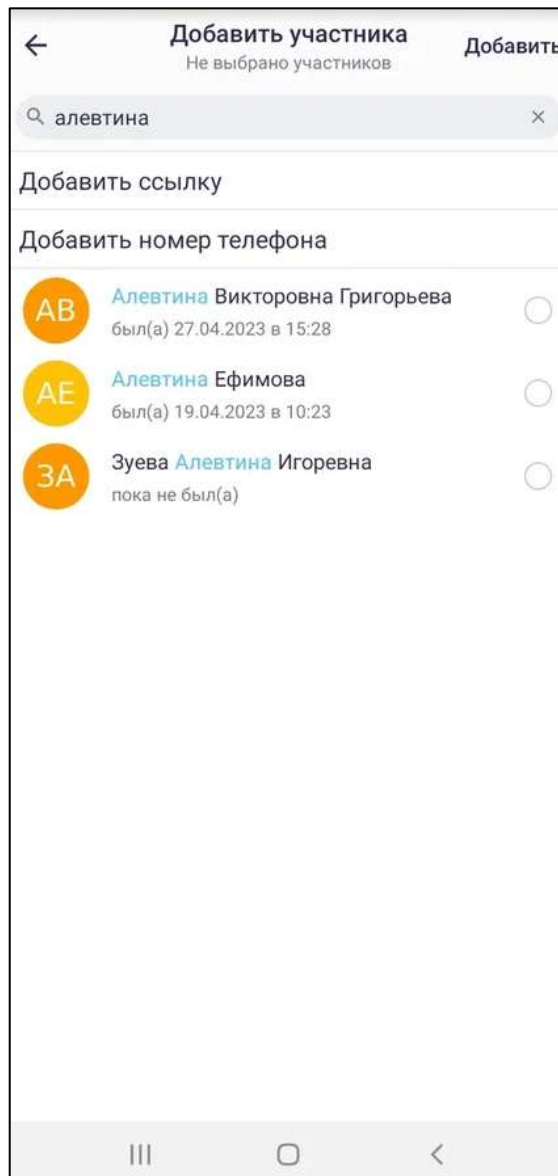 Добавить участника
Добавить
Не выбрано участников
алевтина
Добавить ссылку
Добавить номер телефона
АВ
Алевтина Викторовна Григорьева
был(а) 27.04.2023 в 15:28
АЕ
Алевтина Ефимова
был(а) 19.04.2023 в 10:23
ЗА
Зуева Алевтина Игоревна
пока не был(а)